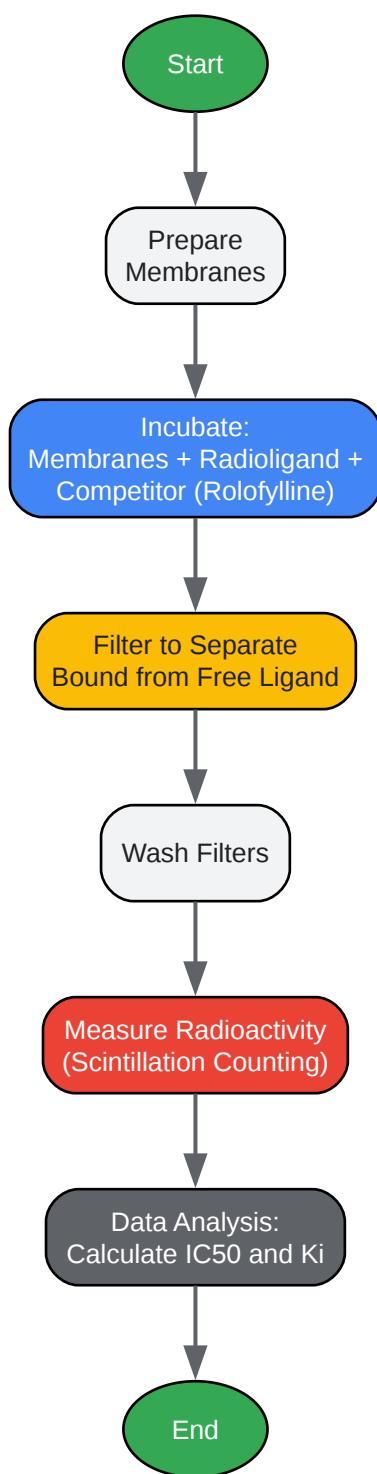 Start
Prepare
Membranes
Incubate:
Membranes + Radioligand +
Competitor (Rolofylline)
Filter to Separate
Bound from Free Ligand
Wash Filters
Measure Radioactivity
(Scintillation Counting)
Data Analysis:
Calculate IC50 and Ki
End